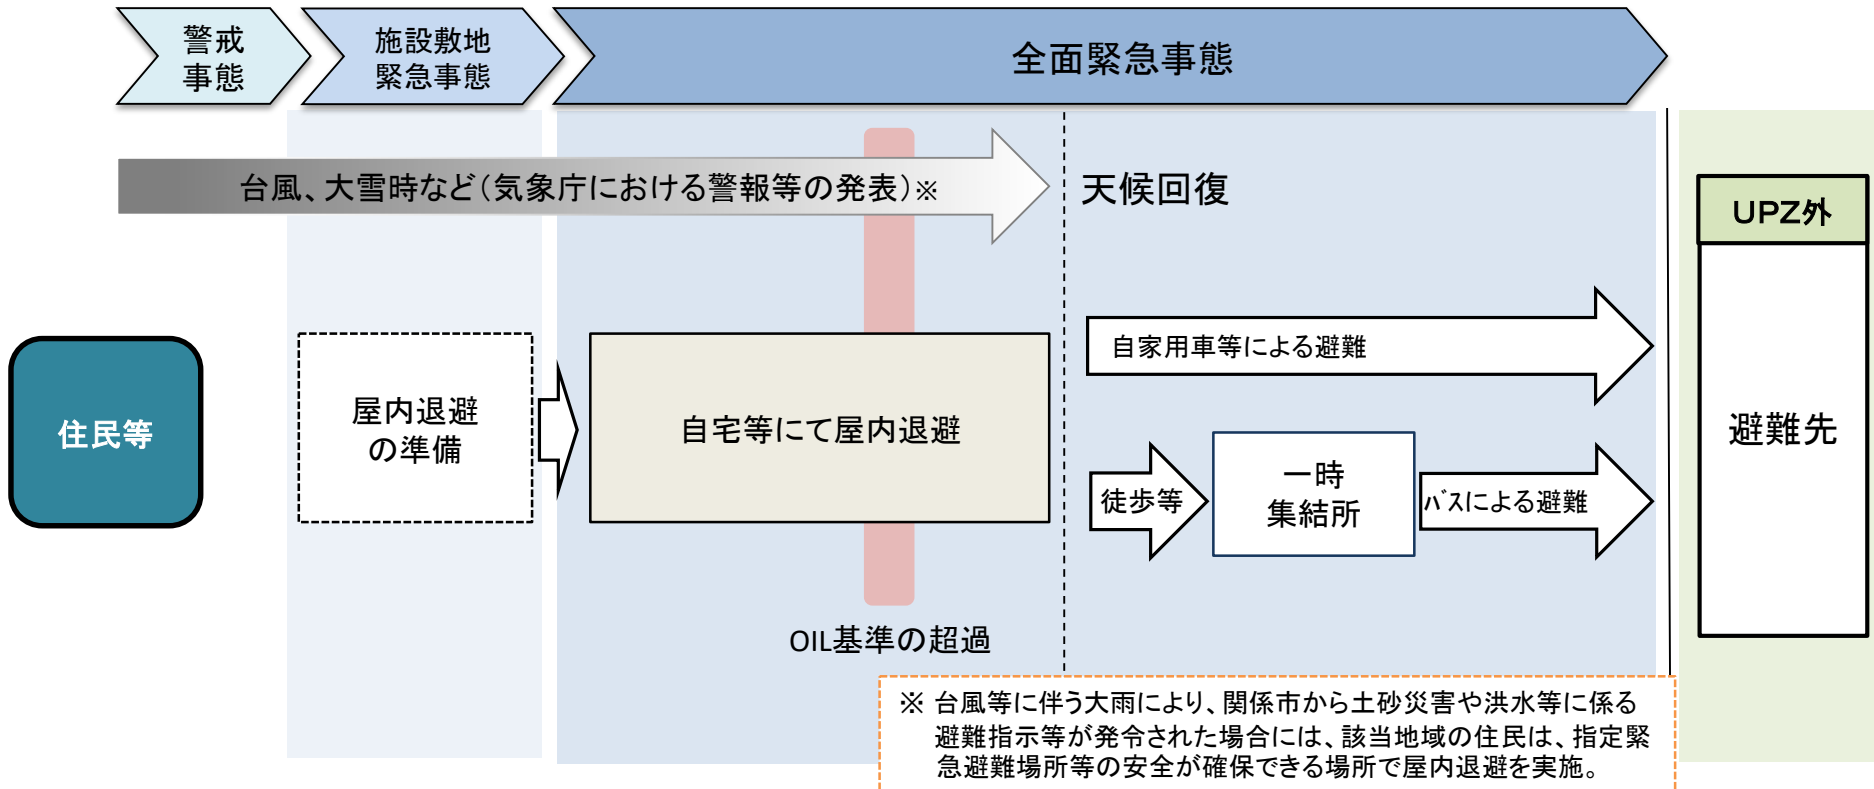 警戒
事態
施設敷地
緊急事態
全面緊急事態
台風、大雪時など（気象庁における警報等の発表）※
天候回復
UPZ外
住民等
屋内退避
の準備
自宅等にて屋内退避
自家用車等による避難
徒歩等
一時
集結所
バスによる避難
避難先
OIL基準の超過
※ 台風等に伴う大雨により、関係市から土砂災害や洪水等に係る
避難指示等が発令された場合には、該当地域の住民は、指定緊
急避難場所等の安全が確保できる場所で屋内退避を実施。